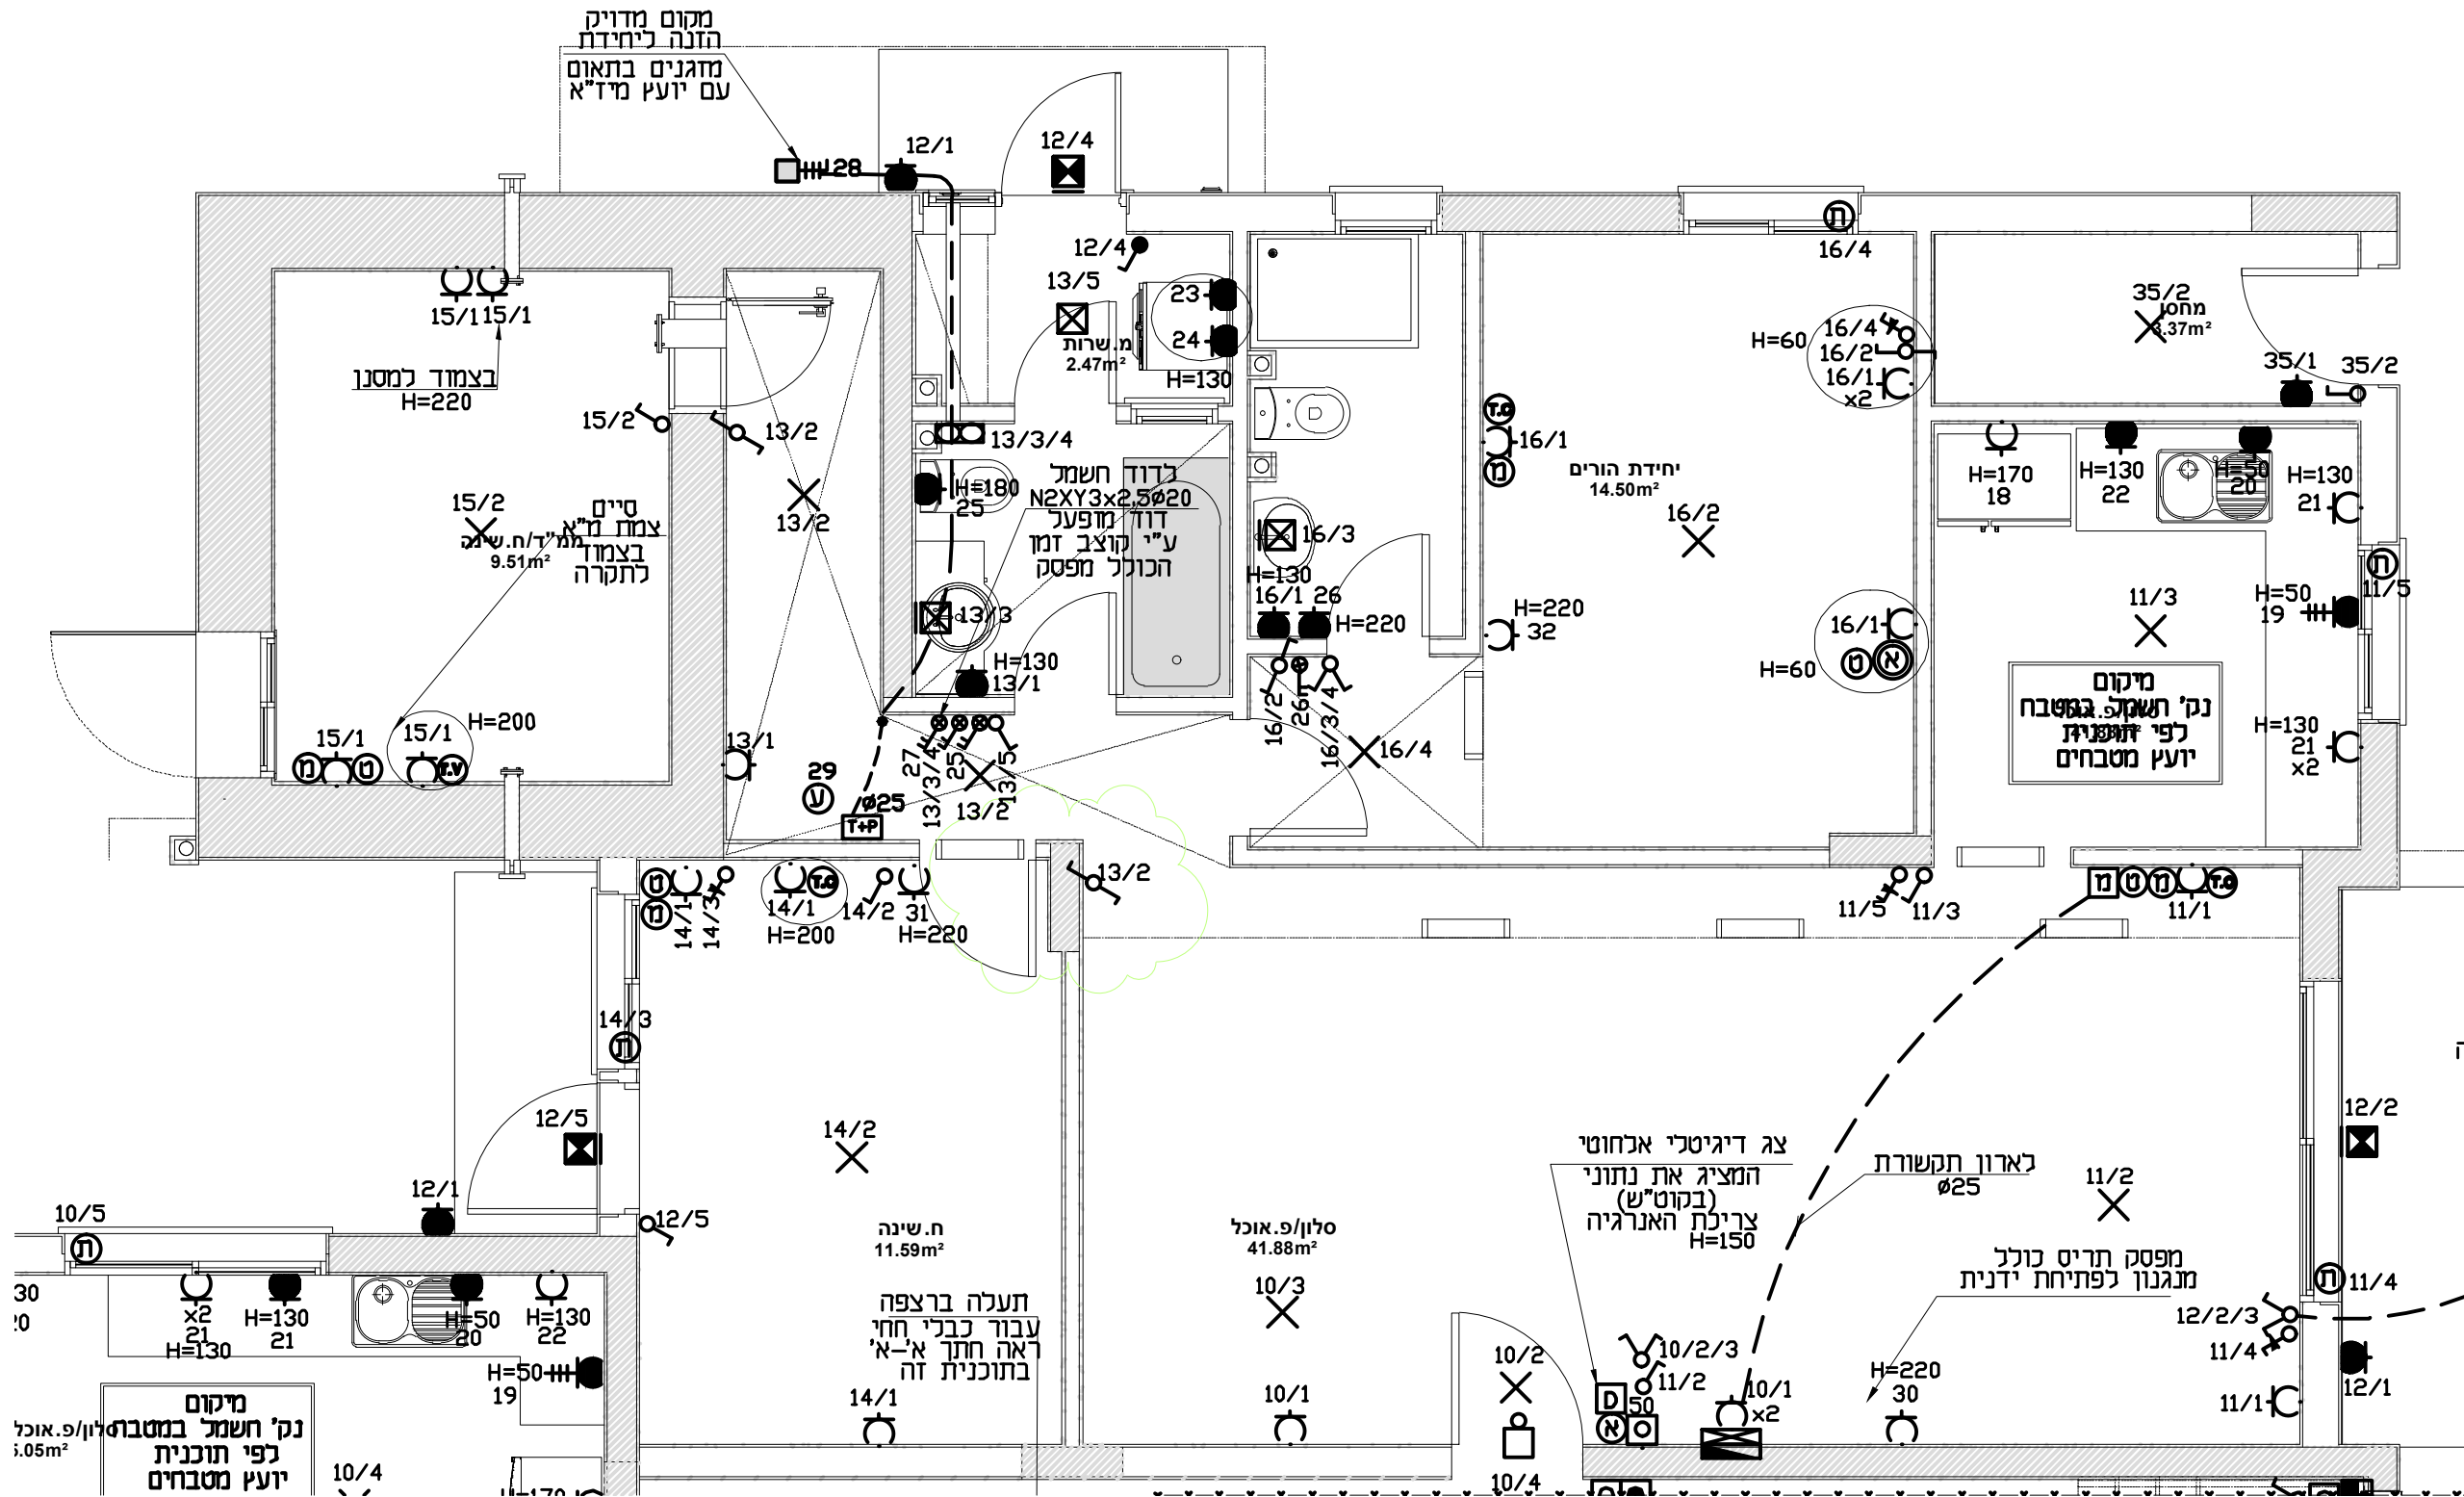 מקום מדויק
הזנה ליחידת
מזגנים בתאום
עם יועץ מיז"א
28
12/1
12/4
12/4
13/5
מ.שרות
2.47m²
23
24
H=130
15/1
15/1
בצמוד למסנן
H=220
15/2
13/2
15/2
סיים
צמת מ"א
בצמוד
לתקרה
ממ"ד/ח.שינה
9.51m²
13/2
13/3/4
H=180
25
לדוד חשמל
N2XY3x2,5ø20
דוד מופעל
ע"י קוצב זמן
הכולל מפסק
13/3
H=130
13/1
15/1
מ
ט
15/1
T.V
H=200
13/1
29
ע
ø25
T+P
27
13/3/4
25
13/5
13/2
16/4
ת
16/4
16/2
16/1
x2
H=60
T.O
16/1
מ
יחידת הורים
14.50m²
16/2
16/3
H=130
16/1
26
H=220
H=220
32
16/1
ט
א
H=60
16/2
26
16/3/4
16/4
35/2
מחסן
3.37m²
35/1
35/2
H=170
18
H=130
22
H=50
20
H=130
21
ת
11/5
H=50
19
11/3
מיקום
נק' חשמל במטבח
לפי תוכנית
יועץ מטבחים
H=130
21
x2
ט
מ
14/1
14/3
14/1
T.O
H=200
14/2
31
H=220
13/2
11/5
11/3
מ
ט
מ
11/1
T.O
14/3
ת
12/5
12/1
12/5
14/2
ח.שינה
11.59m²
סלון/פ.אוכל
41.88m²
10/3
צג דיגיטלי אלחוטי
המציג את נתוני
(בקוט"ש)
צריכת האנרגיה
H=150
לארון תקשורת
ø25
11/2
12/2
מפסק תריס כולל
מנגנון לפתיחת ידנית
ת
11/4
12/2/3
11/4
12/1
11/1
תעלה ברצפה
עבור כבלי חחי
ראה חתך א'-א'
בתוכנית זה
14/1
10/1
10/2
10/4
10/2/3
11/2
D
50
א
10/1
x2
H=220
30
10/5
ת
x2
21
H=130
H=130
21
H=50
20
H=130
22
H=50
19
מיקום
נק' חשמל במטבח
לפי תוכנית
יועץ מטבחים
סלון/פ.אוכל
10/4